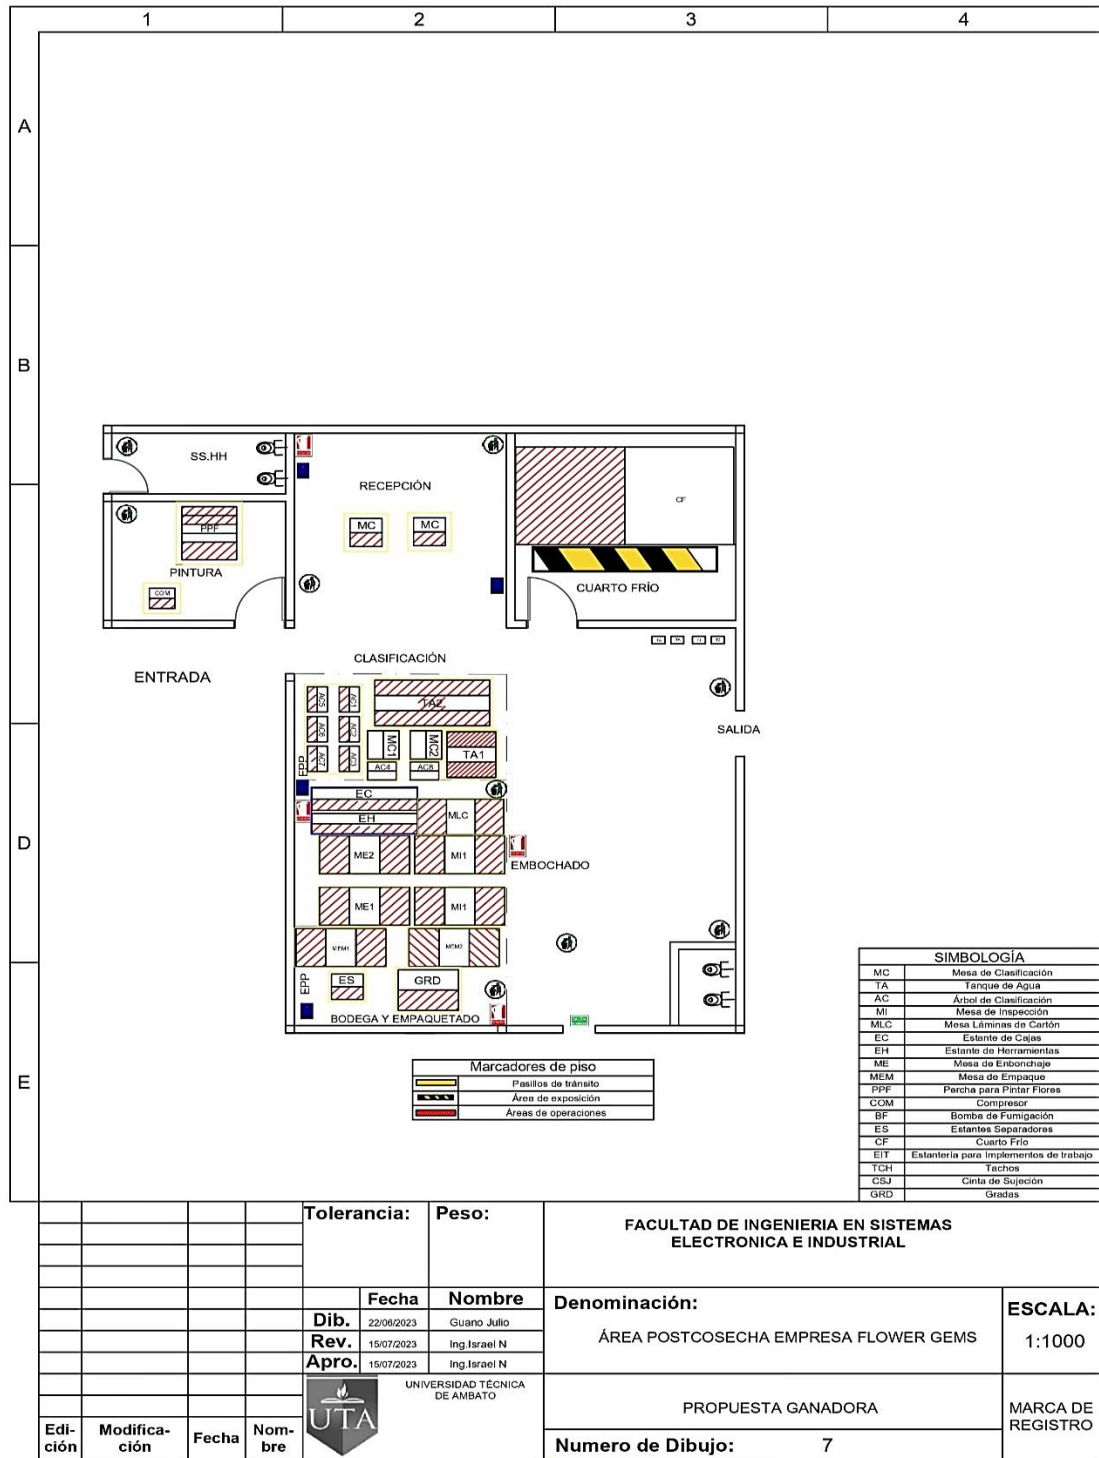 1 2 3 4
A
B
D
E
SS.HH
RECEPCIÓN
MC MC
CF
PPF
PINTURA
COM
CUARTO FRÍO
CLASIFICACIÓN
ENTRADA
SALIDA
AC5 AC1 TA2
AC6 AC2 MC1 MC2 TA1
AC7 AC3 AC4 AC8
EPP
EC
EH MLC
ME2 MI1
EMBOCHADO
ME1 MI1
MEM1 MEM2
EPP ES GRD
BODEGA Y EMPAQUETADO
Marcadores de piso
Pasillos de tránsito
Área de exposición
Áreas de operaciones
SIMBOLOGÍA
MC Mesa de Clasificación
TA Tanque de Agua
AC Árbol de Clasificación
MI Mesa de Inspección
MLC Mesa Láminas de Cartón
EC Estante de Cajas
EH Estante de Herramientas
ME Mesa de Enbonchaje
MEM Mesa de Empaque
PPF Percha para Pintar Flores
COM Compresor
BF Bomba de Fumigación
ES Estantes Separadores
CF Cuarto Frío
EIT Estantería para Implementos de trabajo
TCH Tachos
CSJ Cinta de Sujeción
GRD Gradas
Tolerancia: Peso:
FACULTAD DE INGENIERIA EN SISTEMAS
ELECTRONICA E INDUSTRIAL
Fecha Nombre
Dib. 22/06/2023 Guano Julio
Rev. 15/07/2023 Ing.Israel N
Apro. 15/07/2023 Ing.Israel N
Denominación:
ÁREA POSTCOSECHA EMPRESA FLOWER GEMS
ESCALA:
1:1000
UNIVERSIDAD TÉCNICA
DE AMBATO
UTA
PROPUESTA GANADORA
MARCA DE
REGISTRO
Edi-
ción
Modifica-
ción
Fecha
Nom-
bre
Numero de Dibujo: 7